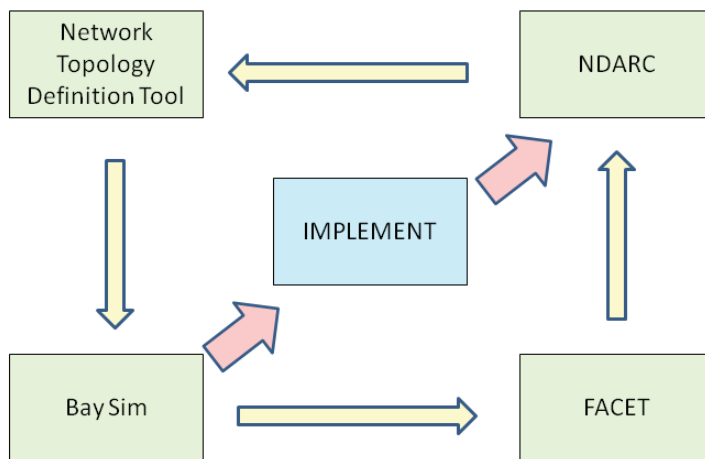 Network
Topology
Definition Tool
NDARC
IMPLEMENT
Bay Sim
FACET